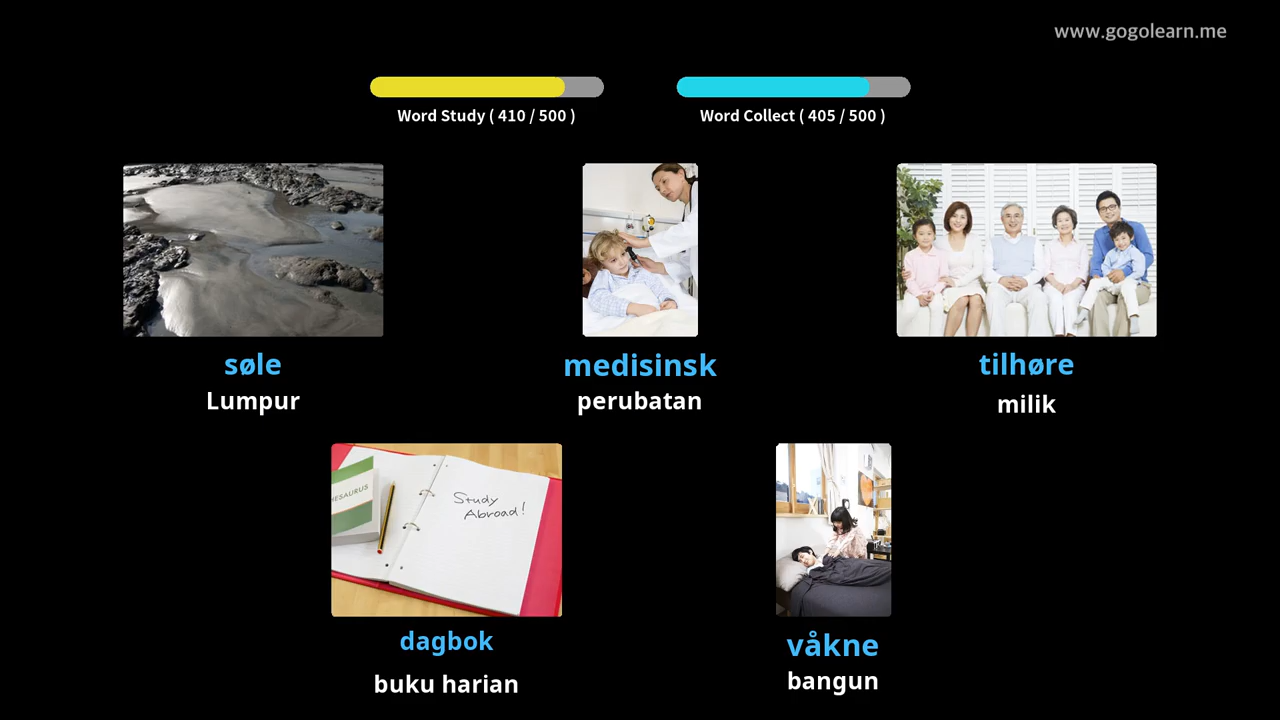 www.gogolearn.me
Word Study ( 410 / 500 )
Word Collect ( 405 / 500 )
søle
Lumpur
medisinsk
perubatan
tilhøre
milik
HESAURUS
Study
Abroad!
dagbok
buku harian
våkne
bangun